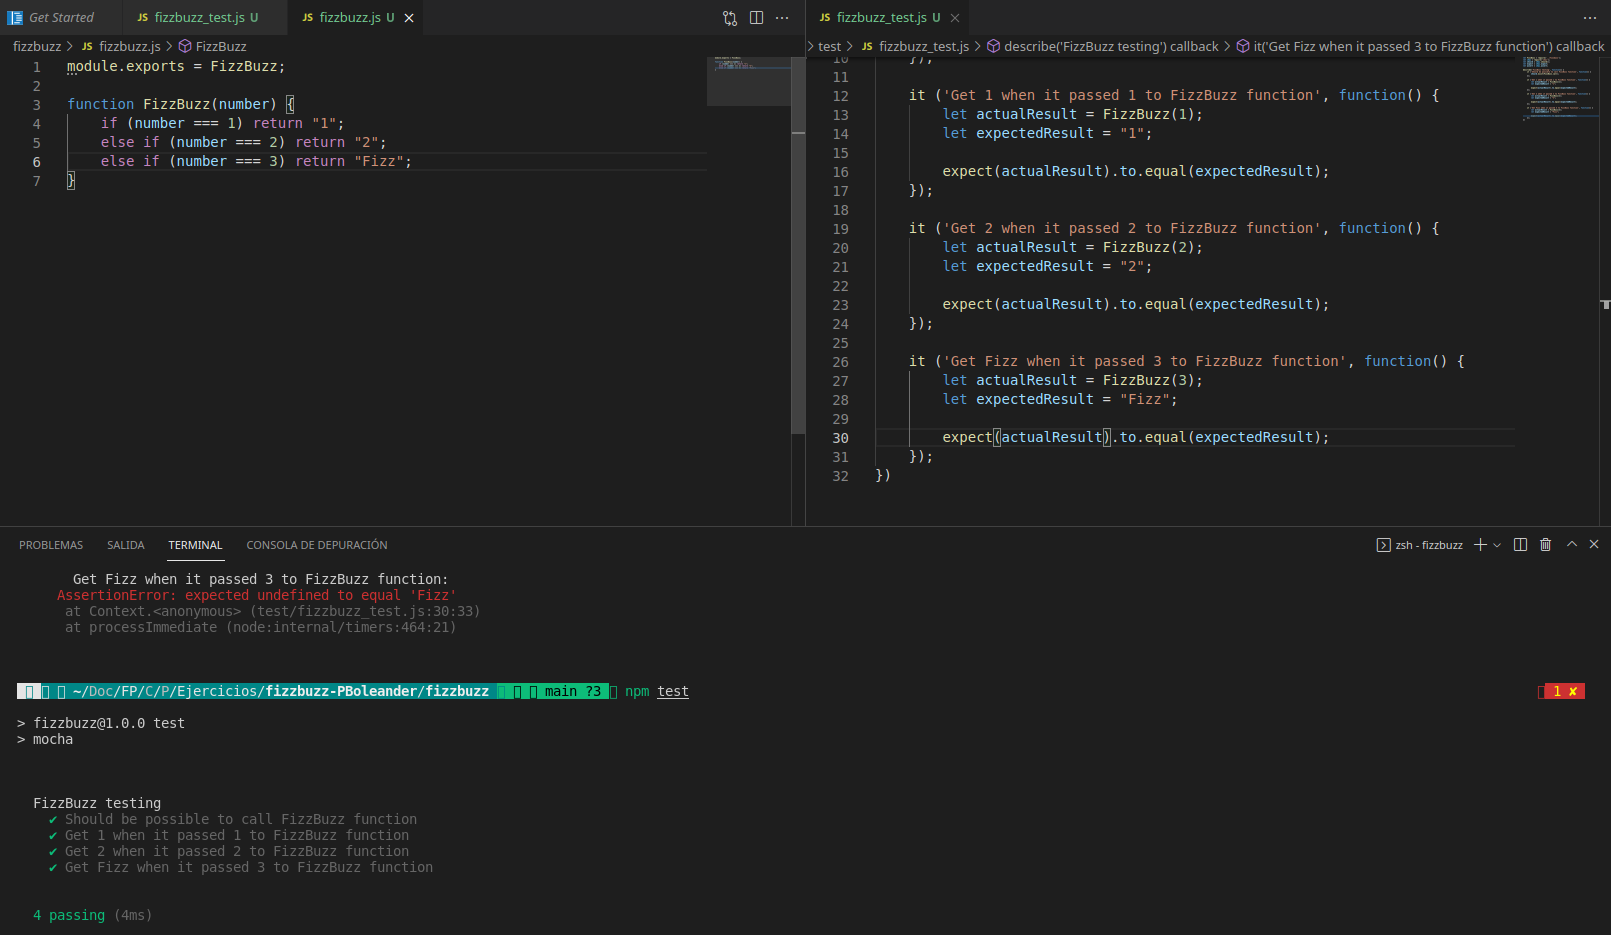 Get Started
JS fizzbuzz_test.js U
JS fizzbuzz.js U
fizzbuzz > JS fizzbuzz.js > FizzBuzz
1 module.exports = FizzBuzz;
2
3 function FizzBuzz(number) {
4 if (number === 1) return "1";
5 else if (number === 2) return "2";
6 else if (number === 3) return "Fizz";
7 }
JS fizzbuzz_test.js U
> test > JS fizzbuzz_test.js > describe('FizzBuzz testing') callback > it('Get Fizz when it passed 3 to FizzBuzz function') callback
10 });
11
12 it ('Get 1 when it passed 1 to FizzBuzz function', function() {
13 let actualResult = FizzBuzz(1);
14 let expectedResult = "1";
15
16 expect(actualResult).to.equal(expectedResult);
17 });
18
19 it ('Get 2 when it passed 2 to FizzBuzz function', function() {
20 let actualResult = FizzBuzz(2);
21 let expectedResult = "2";
22
23 expect(actualResult).to.equal(expectedResult);
24 });
25
26 it ('Get Fizz when it passed 3 to FizzBuzz function', function() {
27 let actualResult = FizzBuzz(3);
28 let expectedResult = "Fizz";
29
30 expect(actualResult).to.equal(expectedResult);
31 });
32 })
PROBLEMAS SALIDA TERMINAL CONSOLA DE DEPURACIÓN
zsh - fizzbuzz
Get Fizz when it passed 3 to FizzBuzz function:
AssertionError: expected undefined to equal 'Fizz'
at Context.<anonymous> (test/fizzbuzz_test.js:30:33)
at processImmediate (node:internal/timers:464:21)
~/Doc/FP/C/P/Ejercicios/fizzbuzz-PBoleander/fizzbuzz main ?3 npm test 1 ✘
> fizzbuzz@1.0.0 test
> mocha
FizzBuzz testing
✔ Should be possible to call FizzBuzz function
✔ Get 1 when it passed 1 to FizzBuzz function
✔ Get 2 when it passed 2 to FizzBuzz function
✔ Get Fizz when it passed 3 to FizzBuzz function
4 passing (4ms)